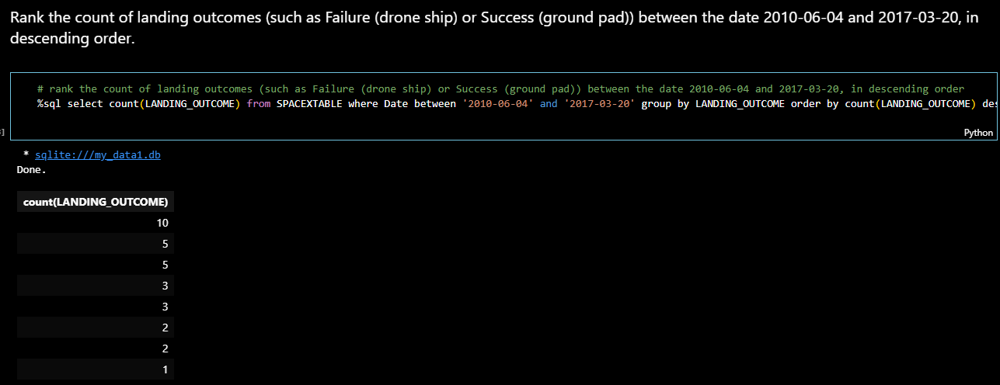 Rank the count of landing outcomes (such as Failure (drone ship) or Success (ground pad)) between the date 2010-06-04 and 2017-03-20, in
descending order.
# rank the count of landing outcomes (such as Failure (drone ship) or Success (ground pad)) between the date 2010-06-04 and 2017-03-20, in descending order
%sql select count(LANDING_OUTCOME) from SPACEXTABLE where Date between '2010-06-04' and '2017-03-20' group by LANDING_OUTCOME order by count(LANDING_OUTCOME) des
]
Python
* sqlite:///my_data1.db
Done.
count(LANDING_OUTCOME)
10
5
5
3
3
2
2
1